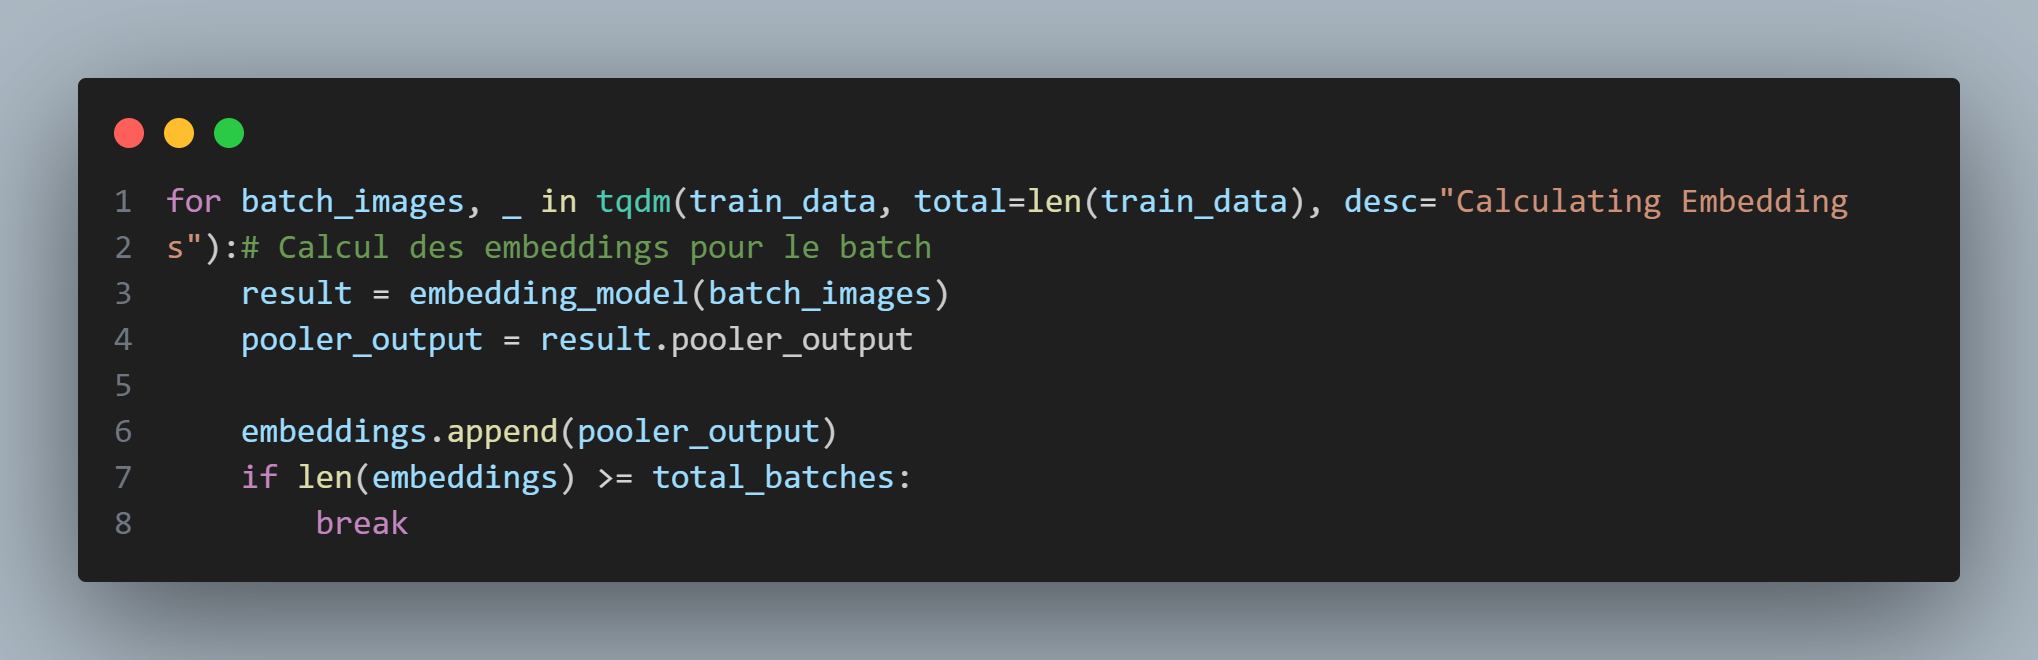 1 for batch_images, _ in tqdm(train_data, total=len(train_data), desc="Calculating Embedding
2 s"):# Calcul des embeddings pour le batch
3     result = embedding_model(batch_images)
4     pooler_output = result.pooler_output
5
6     embeddings.append(pooler_output)
7     if len(embeddings) >= total_batches:
8         break